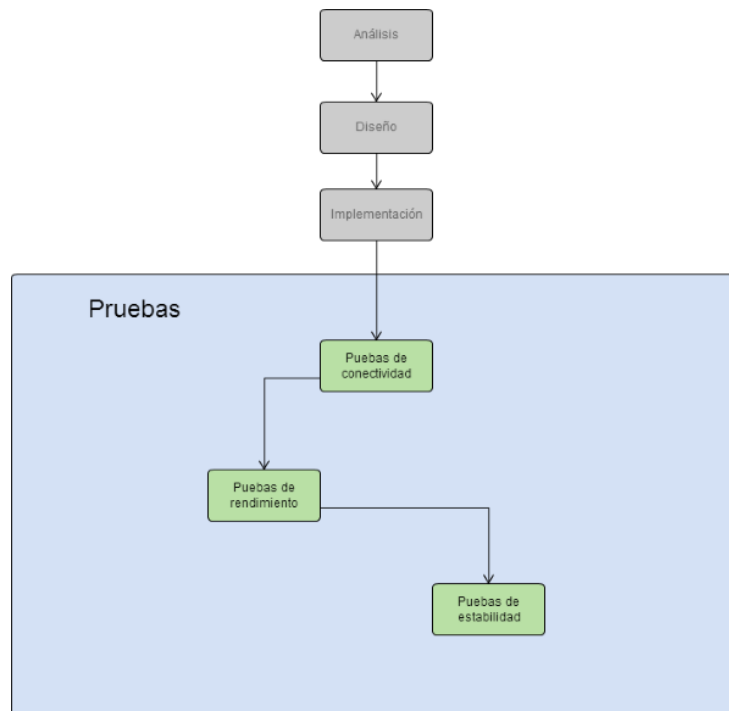 Análisis
Diseño
Implementación
Pruebas
Puebas de
conectividad
Puebas de
rendimiento
Puebas de
estabilidad